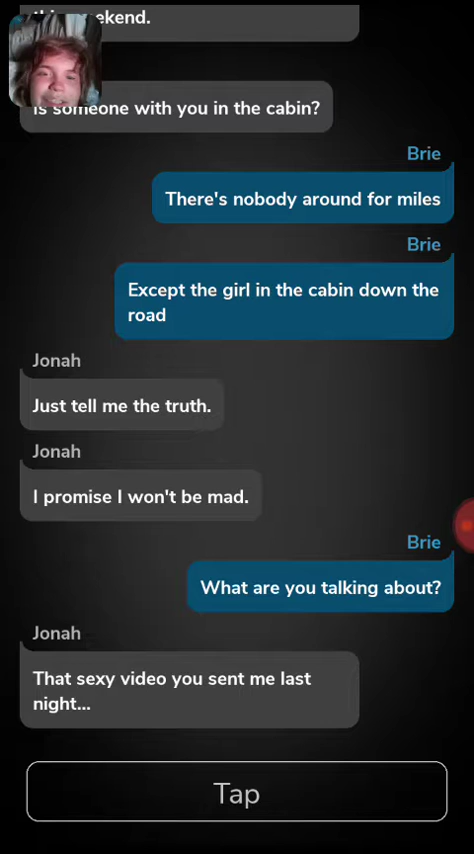 weekend.
is someone with you in the cabin?
Brie
There's nobody around for miles
Brie
Except the girl in the cabin down the
road
Jonah
Just tell me the truth.
Jonah
I promise I won't be mad.
Brie
What are you talking about?
Jonah
That sexy video you sent me last
night...
Tap